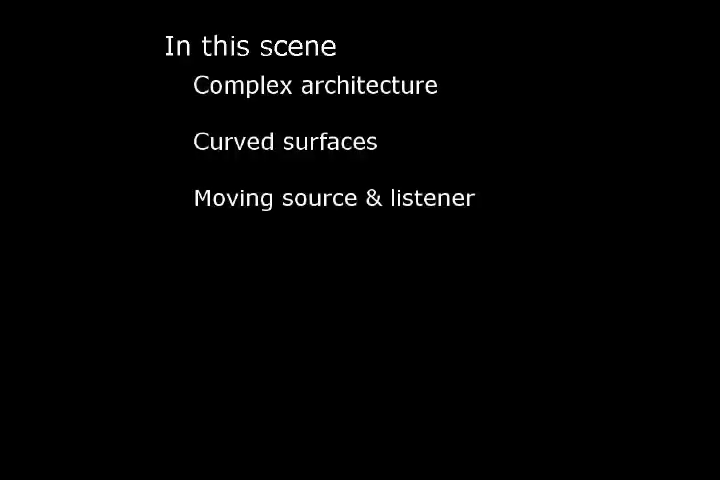 In this scene
Complex architecture
Curved surfaces
Moving source & listener